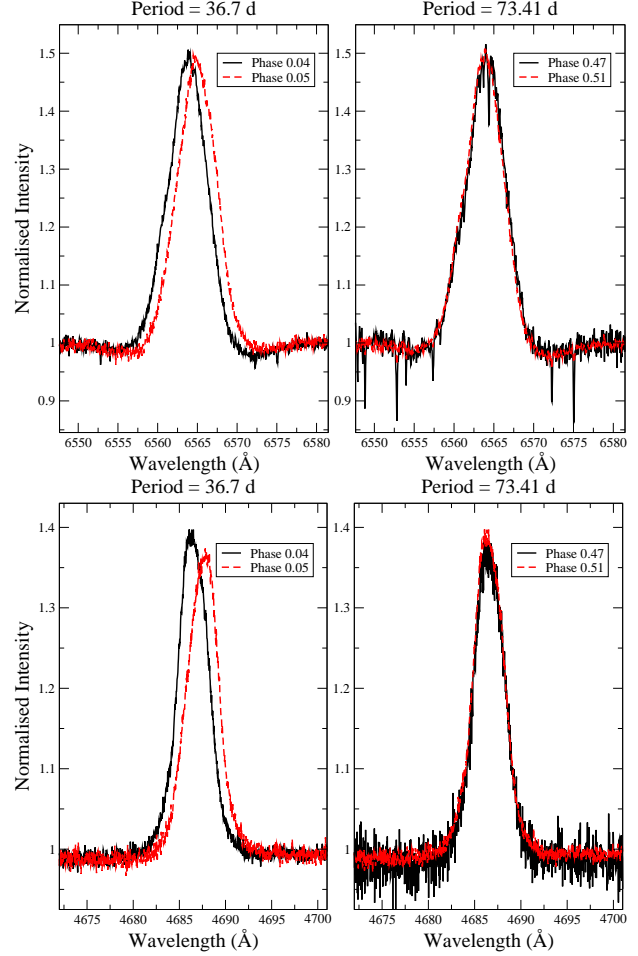 Period = 36.7 d
Period = 73.41 d
1.5
1.4
1.3
1.2
1.1
1
0.9
Normalised Intensity
Phase 0.04
Phase 0.05
Phase 0.47
Phase 0.51
6550 6555 6560 6565 6570 6575 6580
6550 6555 6560 6565 6570 6575 6580
Wavelength (Å)
Wavelength (Å)
Period = 36.7 d
Period = 73.41 d
1.4
1.3
1.2
1.1
1
Normalised Intensity
Phase 0.04
Phase 0.05
Phase 0.47
Phase 0.51
4675 4680 4685 4690 4695 4700
4675 4680 4685 4690 4695 4700
Wavelength (Å)
Wavelength (Å)